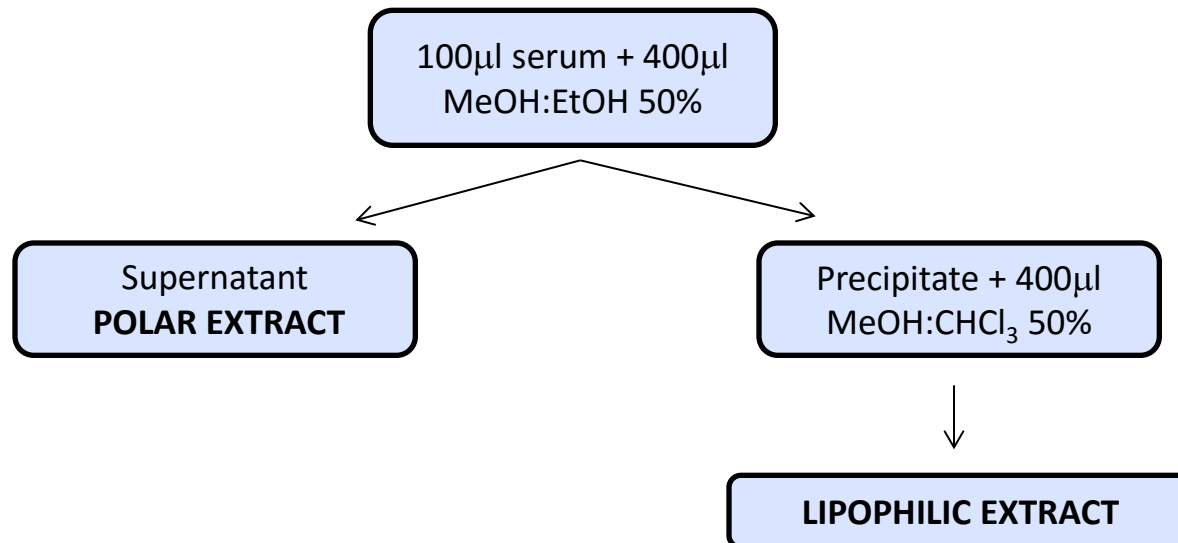 100μl serum + 400μl
MeOH:EtOH 50%
Supernatant
POLAR EXTRACT
Precipitate + 400μl
MeOH:CHCl₃ 50%
LIPOPHILIC EXTRACT